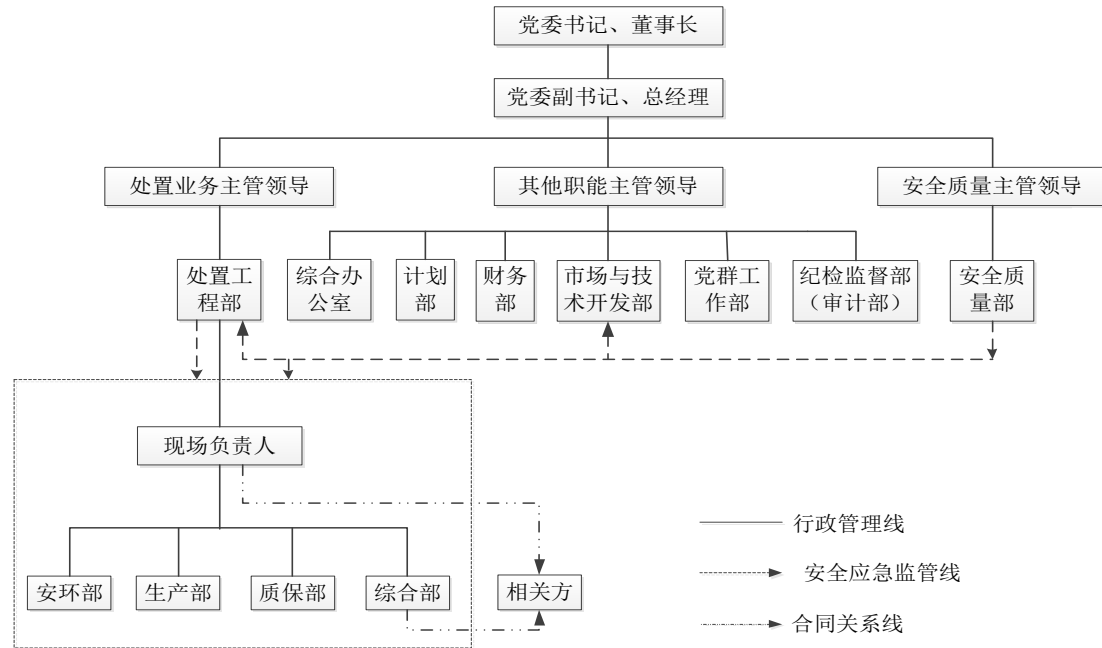 党委书记、董事长
党委副书记、总经理
处置业务主管领导
其他职能主管领导
安全质量主管领导
处置工
程部
综合办
公室
计划
部
财务
部
市场与技
术开发部
党群工
作部
纪检监督部
（审计部）
安全质
量部
现场负责人
安环部
生产部
质保部
综合部
相关方
行政管理线
安全应急监管线
合同关系线